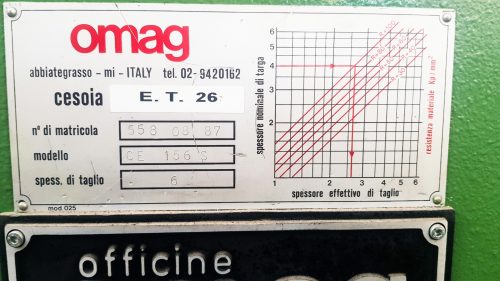 omag
abbiategrasso - mi - ITALY tel. 02-9420162
cesoia E. T. 26
n° di matricola 553 00 87
modello CE 156 S
spess. di taglio - 6
mod.025
spessore nominale di targa
6
5
4
3
2
1 2 3 4 5 6
spessore effettivo di taglio
resistenza materiale Kp/mm²
officine